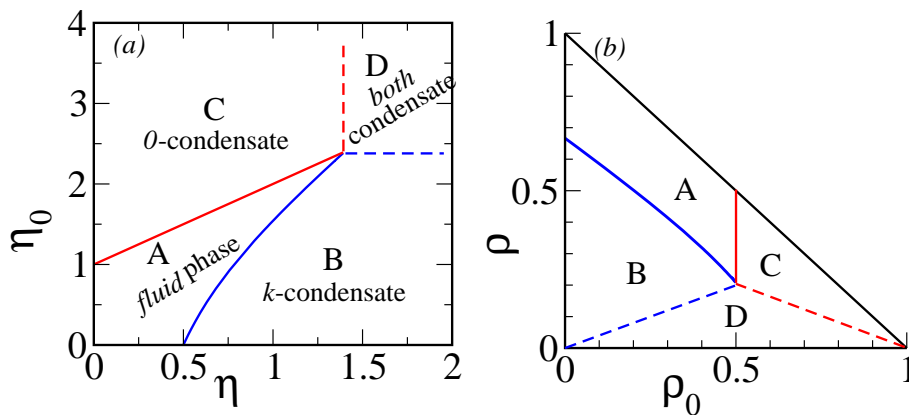 (a)
4
3
2
1
0
η₀
C
0-condensate
D
both
condensate
A
fluid phase
B
k-condensate
0
0.5
1
1.5
2
η
(b)
1
0.5
0
ρ
A
B
C
D
0
0.5
1
ρ₀